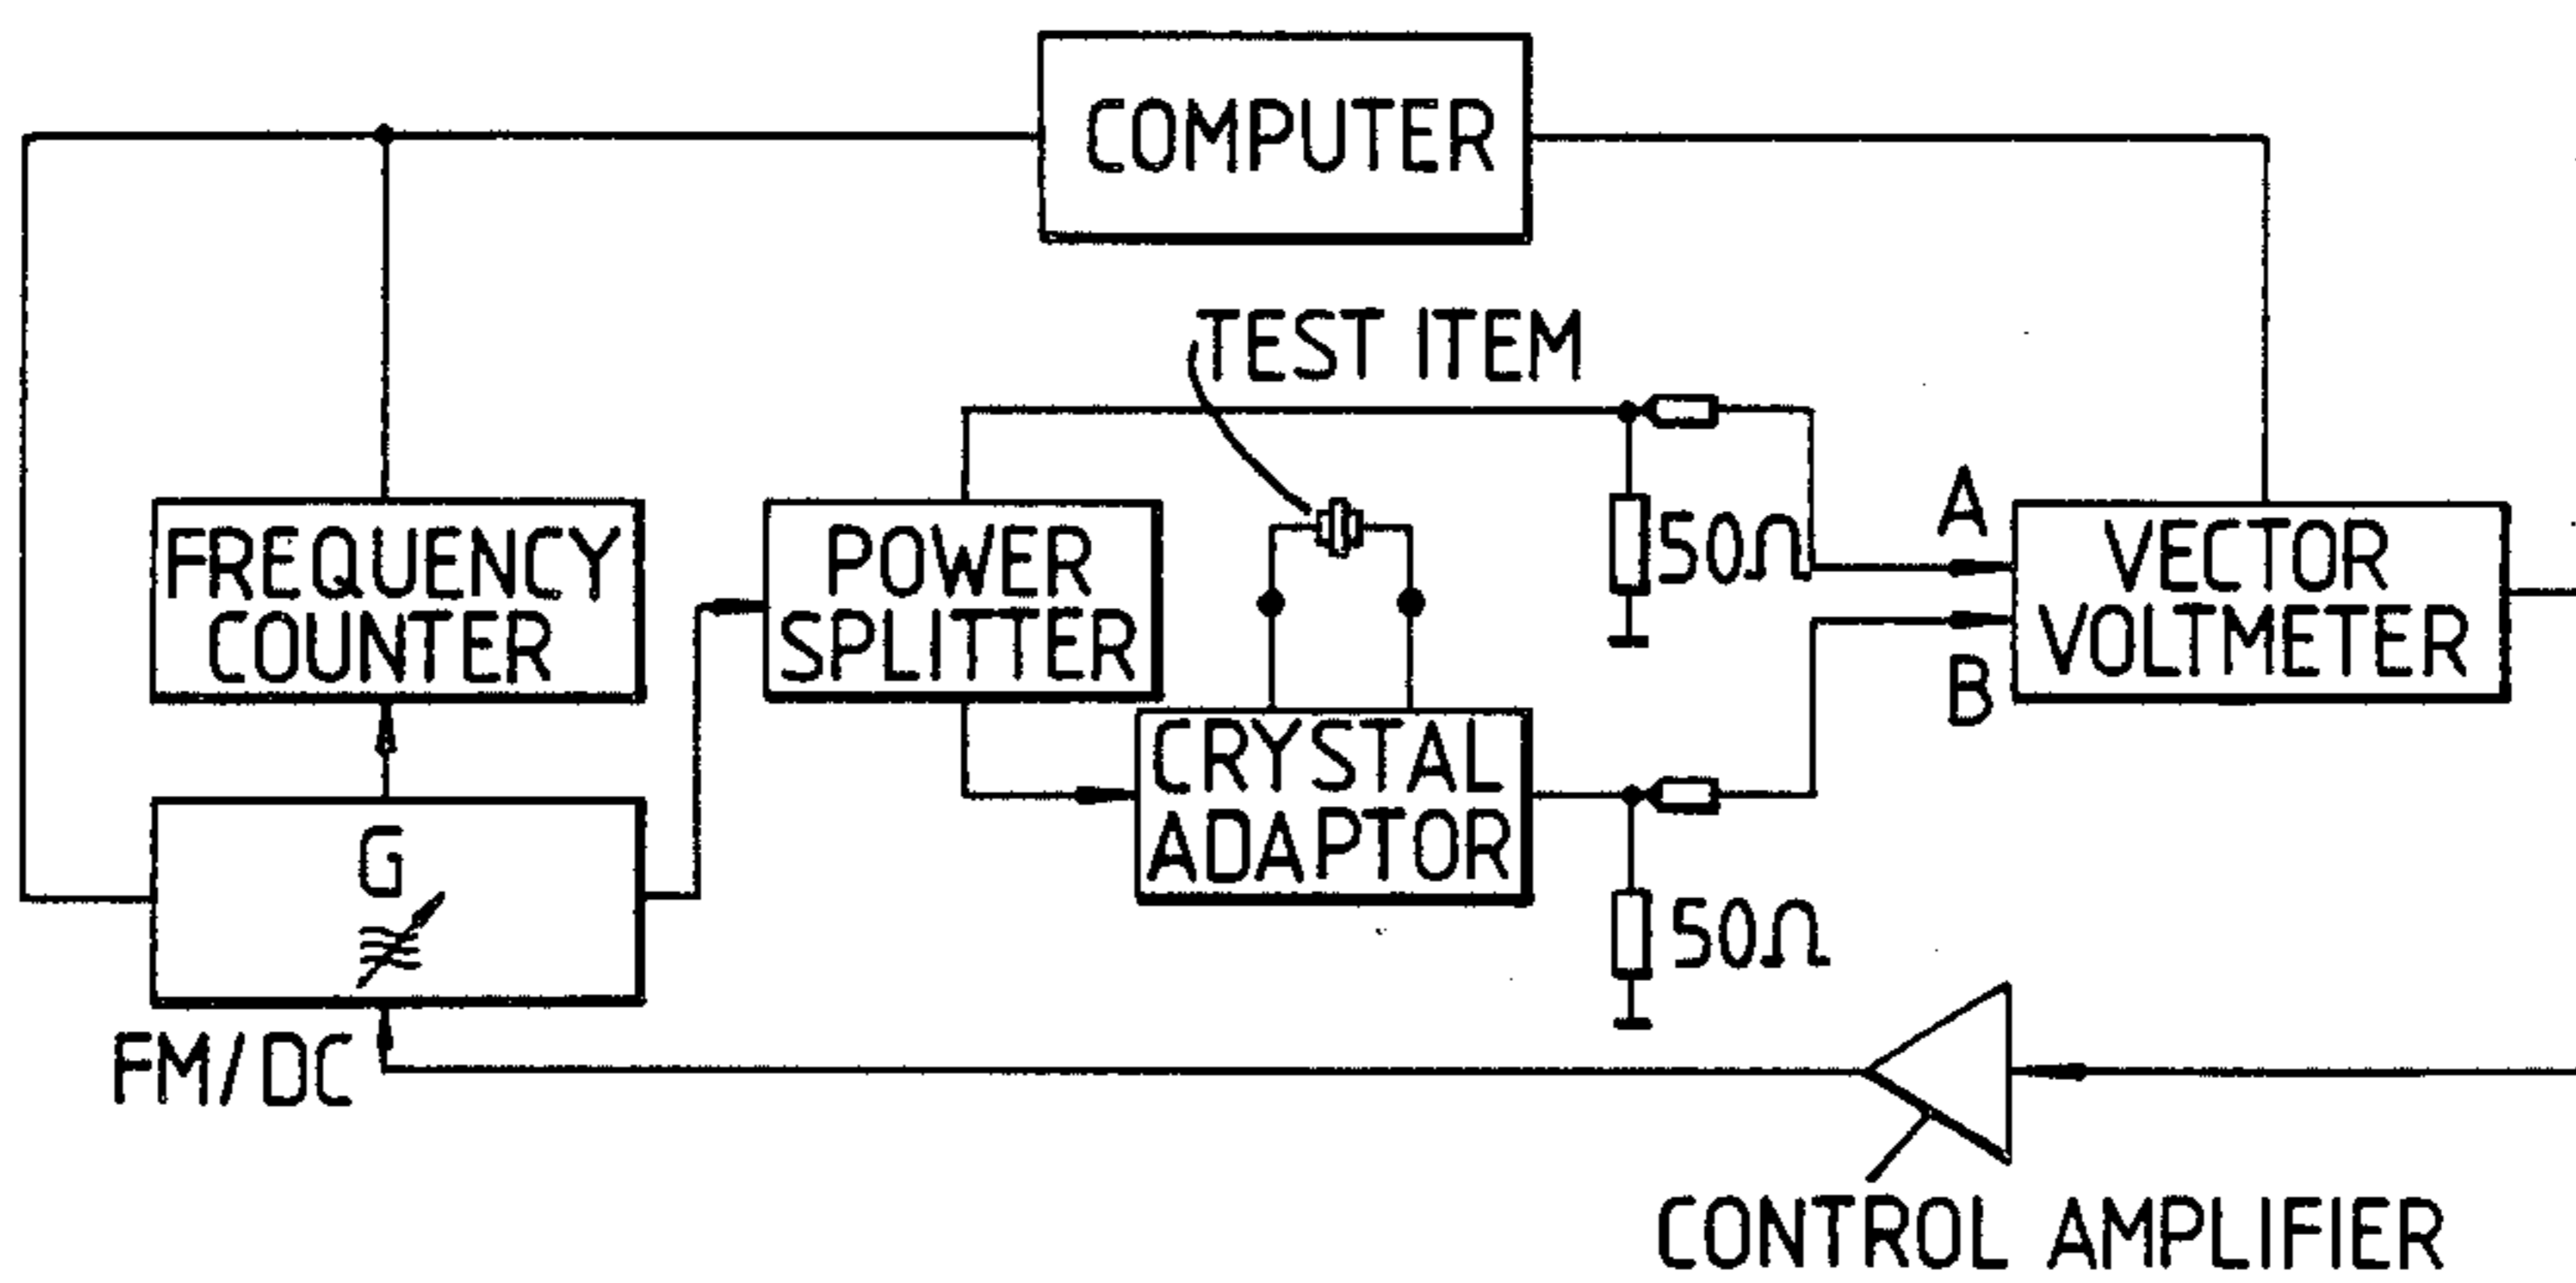 COMPUTER
TEST ITEM
FREQUENCY
COUNTER
POWER
SPLITTER
50Ω
A
B
VECTOR
VOLTMETER
CRYSTAL
ADAPTOR
G
50Ω
FM/DC
CONTROL AMPLIFIER